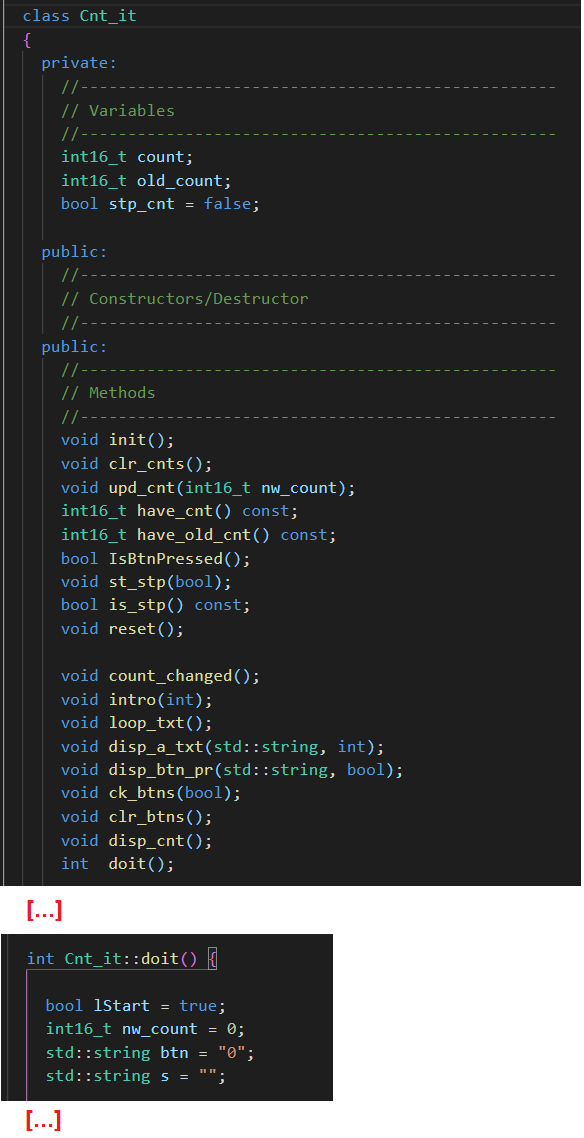 class Cnt_it
{
private:
//--------------------------------------------------
// Variables
//--------------------------------------------------
int16_t count;
int16_t old_count;
bool stp_cnt = false;
public:
//--------------------------------------------------
// Constructors/Destructor
//--------------------------------------------------
public:
//--------------------------------------------------
// Methods
//--------------------------------------------------
void init();
void clr_cnts();
void upd_cnt(int16_t nw_count);
int16_t have_cnt() const;
int16_t have_old_cnt() const;
bool IsBtnPressed();
void st_stp(bool);
bool is_stp() const;
void reset();
void count_changed();
void intro(int);
void loop_txt();
void disp_a_txt(std::string, int);
void disp_btn_pr(std::string, bool);
void ck_btns(bool);
void clr_btns();
void disp_cnt();
int  doit();
[...]
int Cnt_it::doit() {
bool lStart = true;
int16_t nw_count = 0;
std::string btn = "0";
std::string s = "";
[...]